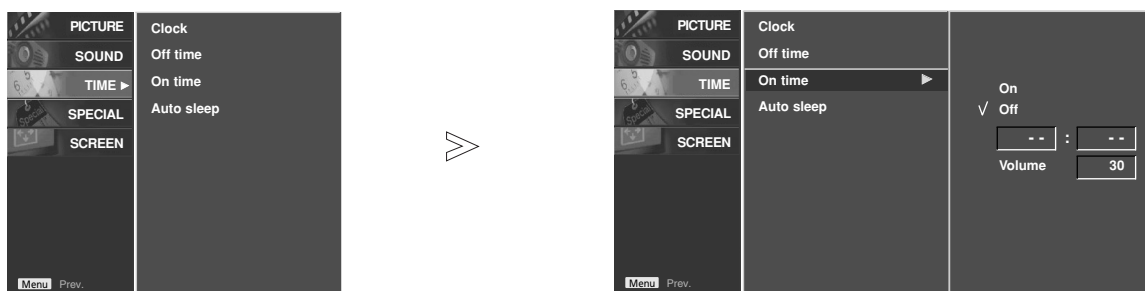 PICTURE
SOUND
TIME ►
SPECIAL
SCREEN
Menu Prev.
Clock
Off time
On time
Auto sleep
PICTURE
SOUND
TIME
SPECIAL
SCREEN
Menu Prev.
Clock
Off time
On time ►
Auto sleep
On
√ Off
- - : - -
Volume 30